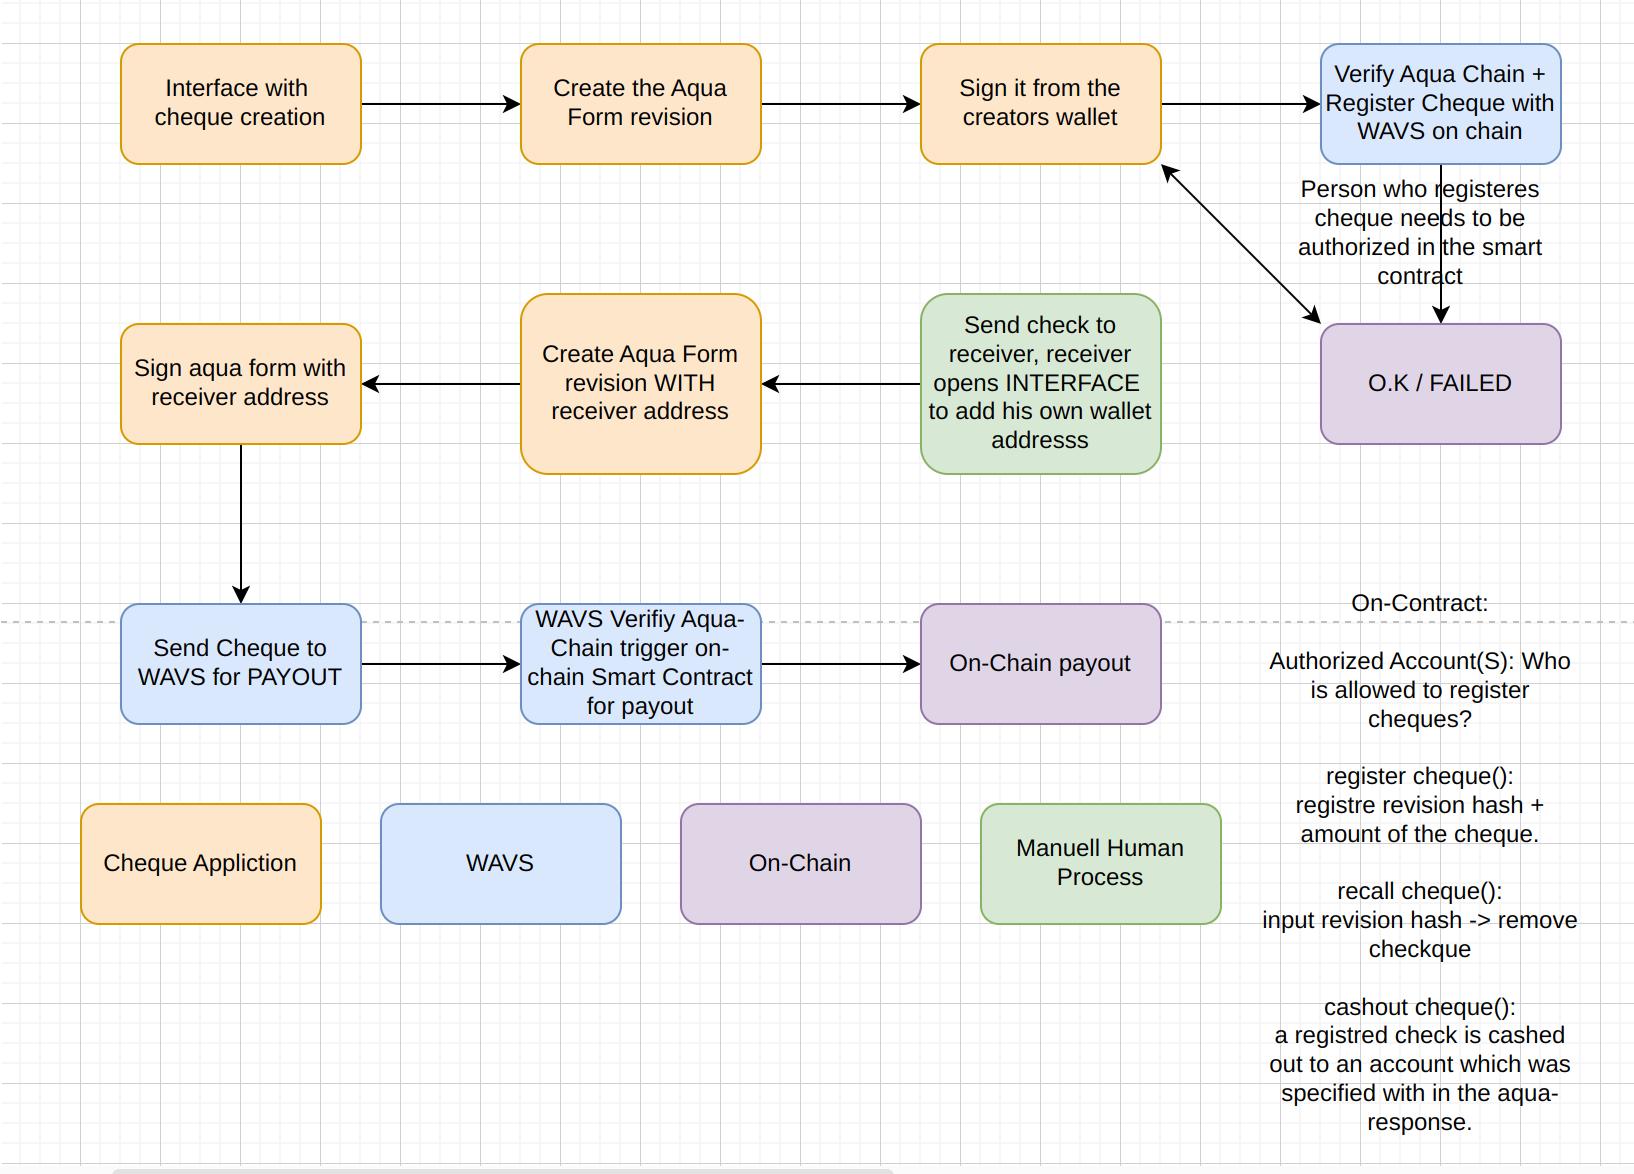 Interface with
cheque creation
Create the Aqua
Form revision
Sign it from the
creators wallet
Verify Aqua Chain +
Register Cheque with
WAVS on chain
Person who registeres
cheque needs to be
authorized in the smart
contract
Sign aqua form with
receiver address
Create Aqua Form
revision WITH
receiver address
Send check to
receiver, receiver
opens INTERFACE
to add his own wallet
addresss
O.K / FAILED
Send Cheque to
WAVS for PAYOUT
WAVS Verifiy Aqua-
Chain trigger on-
chain Smart Contract
for payout
On-Chain payout
Cheque Appliction
WAVS
On-Chain
Manuell Human
Process
On-Contract:
Authorized Account(S): Who
is allowed to register
cheques?
register cheque():
registre revision hash +
amount of the cheque.
recall cheque():
input revision hash -> remove
checkque
cashout cheque():
a registred check is cashed
out to an account which was
specified with in the aqua-
response.